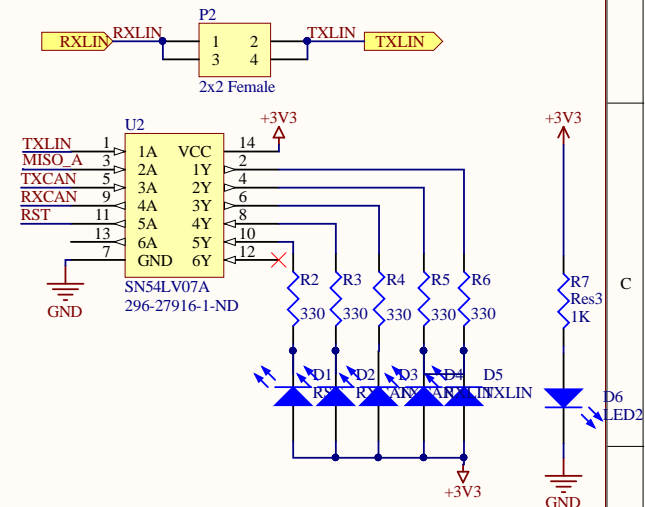 P2
RXLIN RXLIN 1 2 TXLIN TXLIN
3 4
2x2 Female
U2 +3V3 +3V3
TXLIN 1 1A VCC 14
MISO_A 3 2A 1Y 2
TXCAN 5 3A 2Y 4
RXCAN 9 4A 3Y 6
RST 11 5A 4Y 8
13 6A 5Y 10
7 GND 6Y 12
GND
SN54LV07A
296-27916-1-ND
R2 R3 R4 R5 R6
330 330 330 330 330
R7
Res3
1K
C
D1 D2 D3 D4 D5
TXLIN
D6
LED2
+3V3
GND